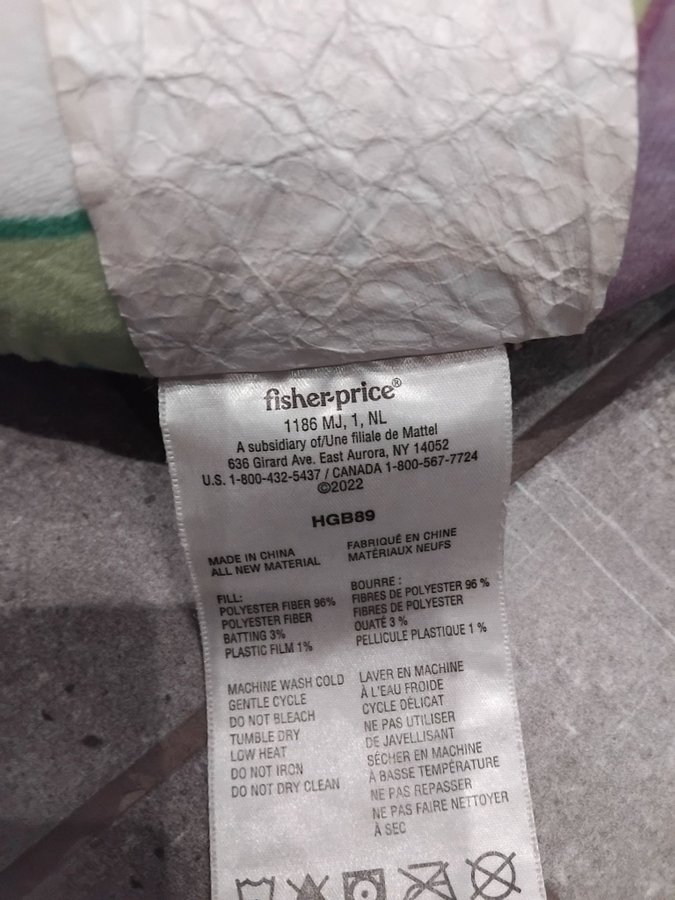 fisher-price®
1186 MJ, 1, NL
A subsidiary of/Une filiale de Mattel
636 Girard Ave. East Aurora, NY 14052
U.S. 1-800-432-5437 / CANADA 1-800-567-7724
©2022
HGB89
MADE IN CHINA
ALL NEW MATERIAL
FABRIQUÉ EN CHINE
MATÉRIAUX NEUFS
FILL:
POLYESTER FIBER 96%
POLYESTER FIBER
BATTING 3%
PLASTIC FILM 1%
BOURRE :
FIBRES DE POLYESTER 96 %
FIBRES DE POLYESTER
OUATÉ 3 %
PELLICULE PLASTIQUE 1 %
MACHINE WASH COLD
GENTLE CYCLE
DO NOT BLEACH
TUMBLE DRY
LOW HEAT
DO NOT IRON
DO NOT DRY CLEAN
LAVER EN MACHINE
À L'EAU FROIDE
CYCLE DÉLICAT
NE PAS UTILISER
DE JAVELLISANT
SÉCHER EN MACHINE
À BASSE TEMPÉRATURE
NE PAS REPASSER
NE PAS FAIRE NETTOYER
À SEC